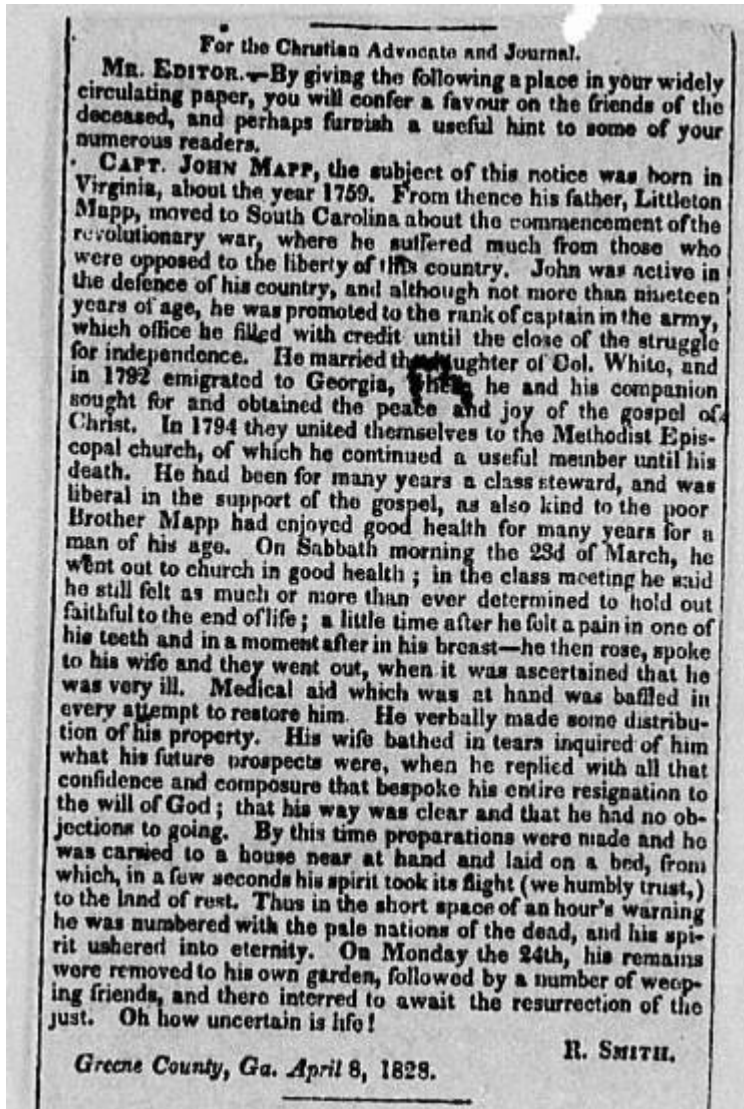 For the Christian Advocate and Journal.
MR. EDITOR.—By giving the following a place in your widely
circulating paper, you will confer a favour on the friends of the
deceased, and perhaps furnish a useful hint to some of your
numerous readers.
CAPT. JOHN MAPP, the subject of this notice was born in
Virginia, about the year 1759. From thence his father, Littleton
Mapp, moved to South Carolina about the commencement of the
revolutionary war, where he suffered much from those who
were opposed to the liberty of this country. John was active in
the defence of his country, and although not more than nineteen
years of age, he was promoted to the rank of captain in the army,
which office he filled with credit until the close of the struggle
for independence. He married the daughter of Col. White, and
in 1792 emigrated to Georgia, where he and his companion
sought for and obtained the peace and joy of the gospel of
Christ. In 1794 they united themselves to the Methodist Epis-
copal church, of which he continued a useful member until his
death. He had been for many years a class steward, and was
liberal in the support of the gospel, as also kind to the poor
Brother Mapp had enjoyed good health for many years for a
man of his age. On Sabbath morning the 23d of March, he
went out to church in good health; in the class meeting he said
he still felt as much or more than ever determined to hold out
faithful to the end of life; a little time after he felt a pain in one of
his teeth and in a moment after in his breast—he then rose, spoke
to his wife and they went out, when it was ascertained that he
was very ill. Medical aid which was at hand was baffled in
every attempt to restore him. He verbally made some distribu-
tion of his property. His wife bathed in tears inquired of him
what his future prospects were, when he replied with all that
confidence and composure that bespoke his entire resignation to
the will of God; that his way was clear and that he had no ob-
jections to going. By this time preparations were made and he
was carried to a house near at hand and laid on a bed, from
which, in a few seconds his spirit took its flight (we humbly trust,)
to the land of rest. Thus in the short space of an hour's warning
he was numbered with the pale nations of the dead, and his spi-
rit ushered into eternity. On Monday the 24th, his remains
were removed to his own garden, followed by a number of weep-
ing friends, and there interred to await the resurrection of the
just. Oh how uncertain is life!
R. SMITH.
Greene County, Ga. April 8, 1828.